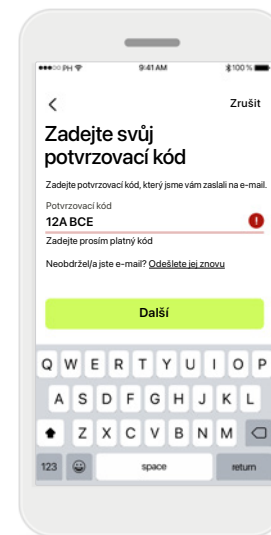 PH 9:41 AM 100 %
Zrušit
Zadejte svůj
potvrzovací kód
Zadejte potvrzovací kód, který jsme vám zaslali na e-mail.
Potvrzovací kód
12A BCE
Zadejte prosím platný kód
Neobdržel/a jste e-mail? Odešlete jej znovu
Další
Q W E R T Y U I O P
A S D F G H J K L
Z X C V B N M
123 space return